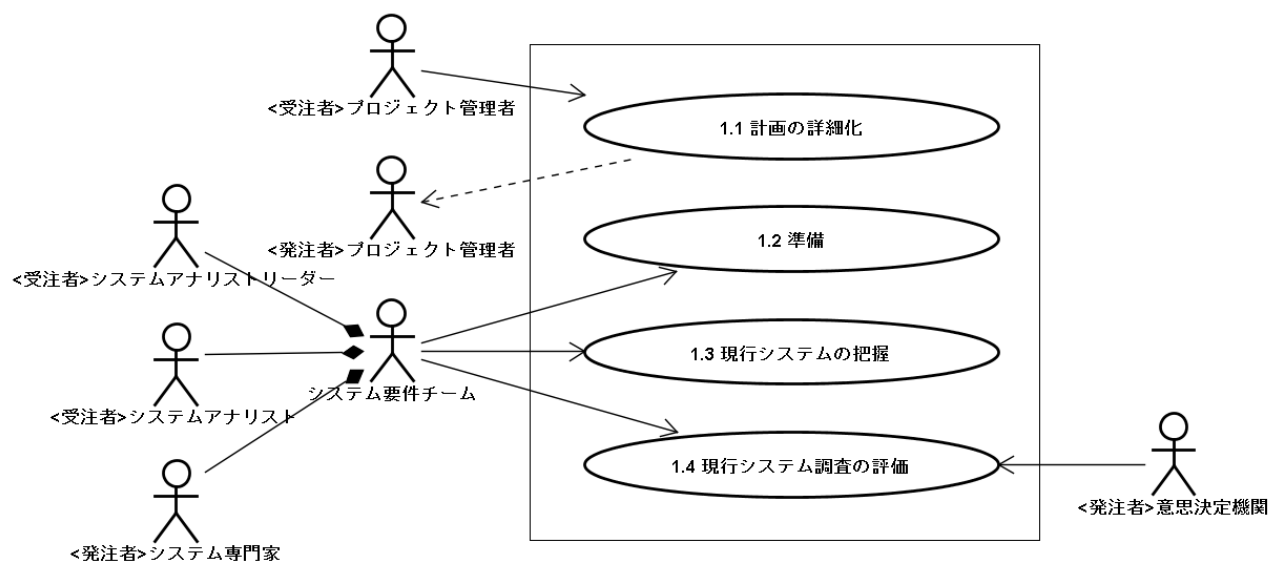 <受注者>プロジェクト管理者
1.1 計画の詳細化
<発注者>プロジェクト管理者
1.2 準備
<受注者>システムアナリストリーダー
1.3 現行システムの把握
システム要件チーム
<受注者>システムアナリスト
1.4 現行システム調査の評価
<発注者>意思決定機関
<発注者>システム専門家